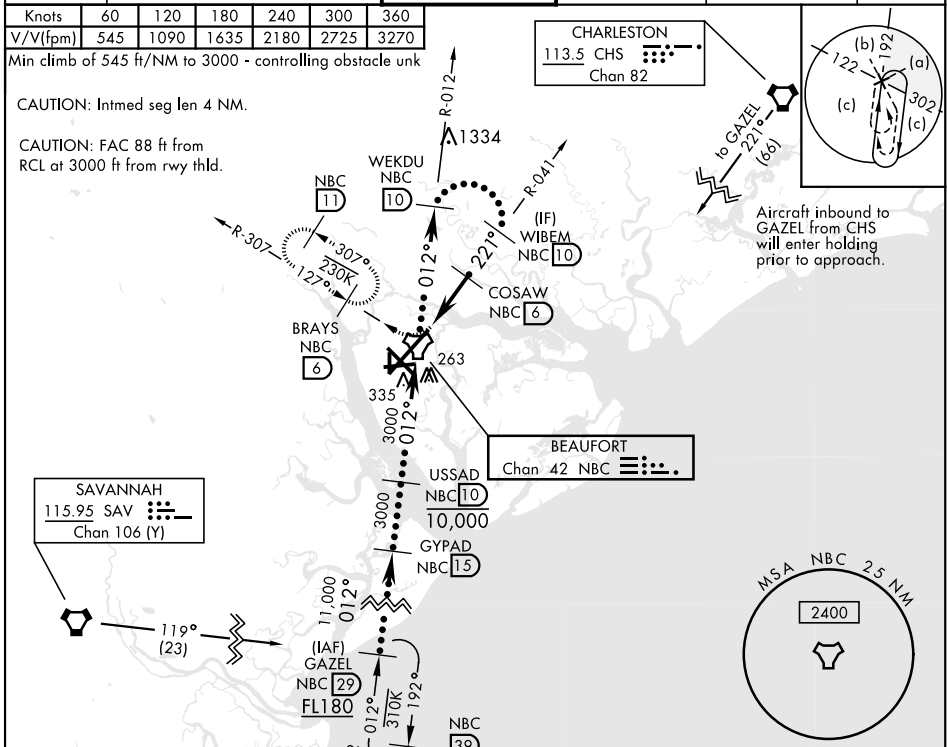 Knots 60 120 180 240 300 360
V/V(fpm) 545 1090 1635 2180 2725 3270
Min climb of 545 ft/NM to 3000 - controlling obstacle unk
CAUTION: Intmed seg len 4 NM.
CAUTION: FAC 88 ft from
RCL at 3000 ft from rwy thld.
CHARLESTON
113.5 CHS
Chan 82
(b)
192
(a)
122
302
(c)
(c)
to GAZEL
221°
(66)
Aircraft inbound to
GAZEL from CHS
will enter holding
prior to approach.
R-012
1334
R-041
WEKDU
NBC
10
NBC
11
R-307
307°
230K
127°
012°
221°
(IF)
WIBEM
NBC 10
COSAW
NBC 6
BRAYS
NBC
6
263
335
3000
012°
BEAUFORT
Chan 42 NBC
USSAD
NBC 10
10,000
3000
GYPAD
NBC 15
SAVANNAH
115.95 SAV
Chan 106 (Y)
119°
(23)
11,000
012°
(IAF)
GAZEL
NBC 29
FL180
012°
310K
192°
NBC
39
MSA NBC 25 NM
2400